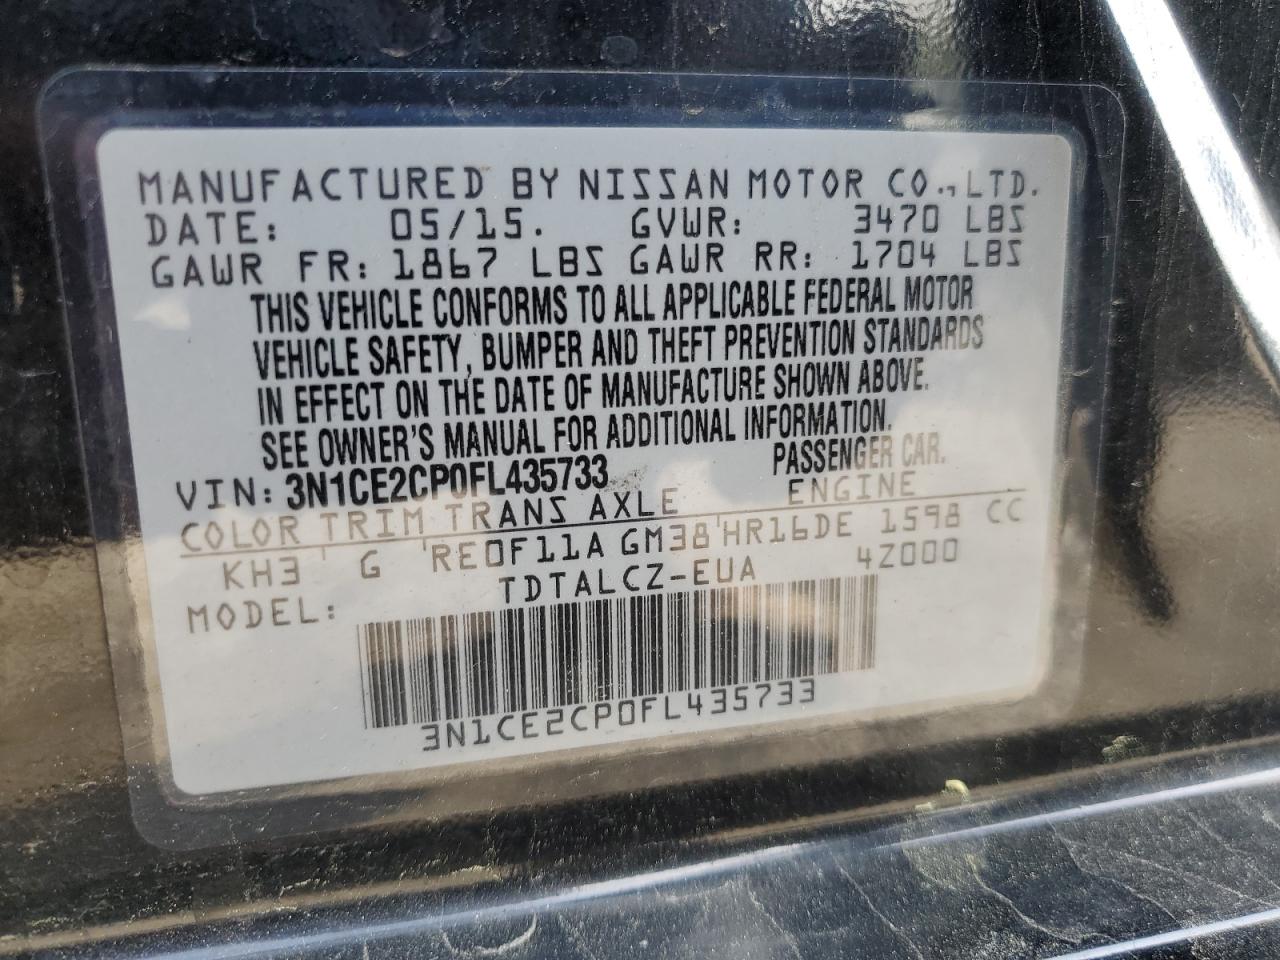 MANUFACTURED BY NISSAN MOTOR CO., LTD.
DATE: 05/15. GVWR: 3470 LBS
GAWR FR: 1867 LBS GAWR RR: 1704 LBS
THIS VEHICLE CONFORMS TO ALL APPLICABLE FEDERAL MOTOR
VEHICLE SAFETY, BUMPER AND THEFT PREVENTION STANDARDS
IN EFFECT ON THE DATE OF MANUFACTURE SHOWN ABOVE.
SEE OWNER'S MANUAL FOR ADDITIONAL INFORMATION.
VIN: 3N1CE2CP0FL435733 PASSENGER CAR.
COLOR TRIM TRANS AXLE ENGINE
KH3 G RE0F11A GM38 HR16DE 1598 CC
MODEL: TDTALCZ-EUA 4Z000
3N1CE2CP0FL435733